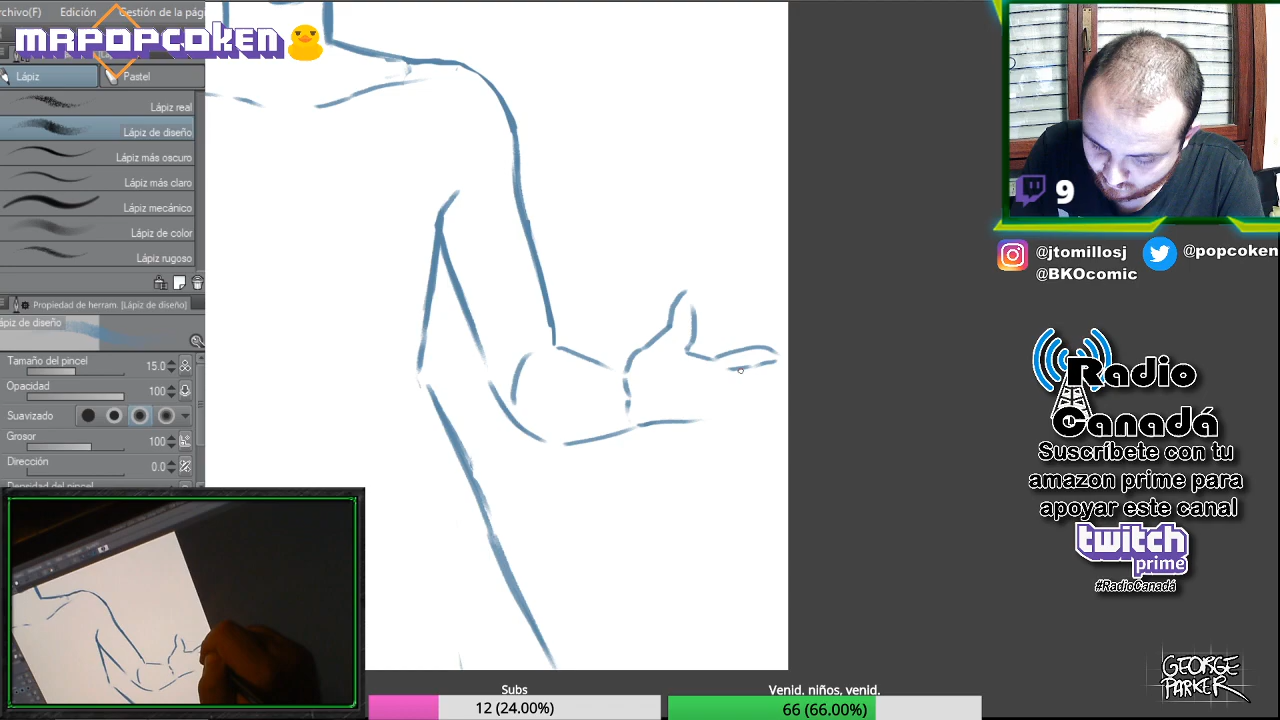 rchivo(F) Edición Gestión de la pág
MRPOPCOKEN
Lápiz Pastel
Lápiz real
Lápiz de diseño
Lápiz más oscuro
Lápiz más claro
Lápiz mecánico
Lápiz de color
Lápiz rugoso
Propiedad de herram. [Lápiz de diseño]
ápiz de diseño
Tamaño del pincel 15.0
Opacidad 100
Suavizado
Grosor 100
Dirección 0.0
9
@jtomillosj
@BKOcomic
@popcoken
Radio
Canadá
Suscríbete con tu
amazon prime para
apoyar este canal
twitch
prime
#RadioCanadá
GEORGE
PARKER
Subs
12 (24.00%)
Venid, niños, venid.
66 (66.00%)